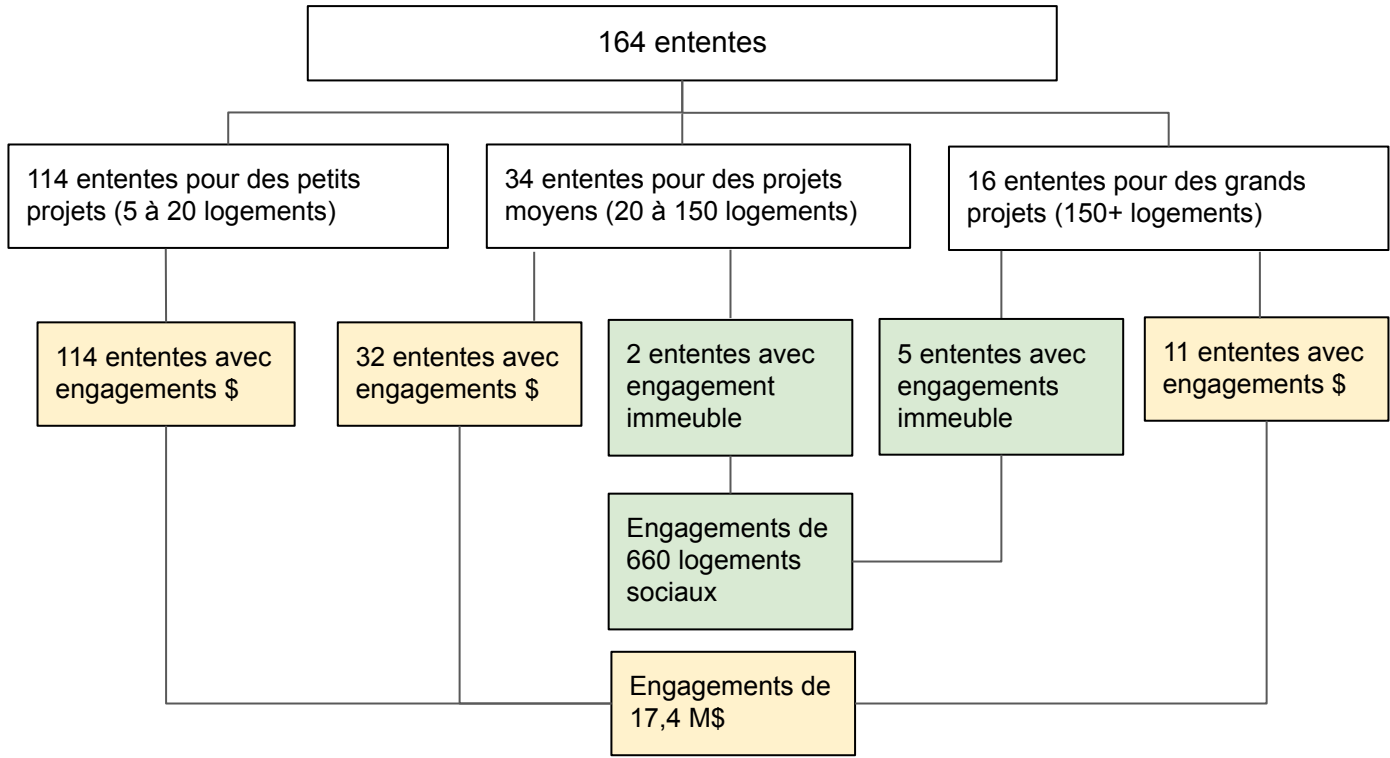 164 ententes
114 ententes pour des petits
projets (5 à 20 logements)
34 ententes pour des projets
moyens (20 à 150 logements)
16 ententes pour des grands
projets (150+ logements)
114 ententes avec
engagements $
32 ententes avec
engagements $
2 ententes avec
engagement
immeuble
5 ententes avec
engagements
immeuble
11 ententes avec
engagements $
Engagements de
660 logements
sociaux
Engagements de
17,4 M$